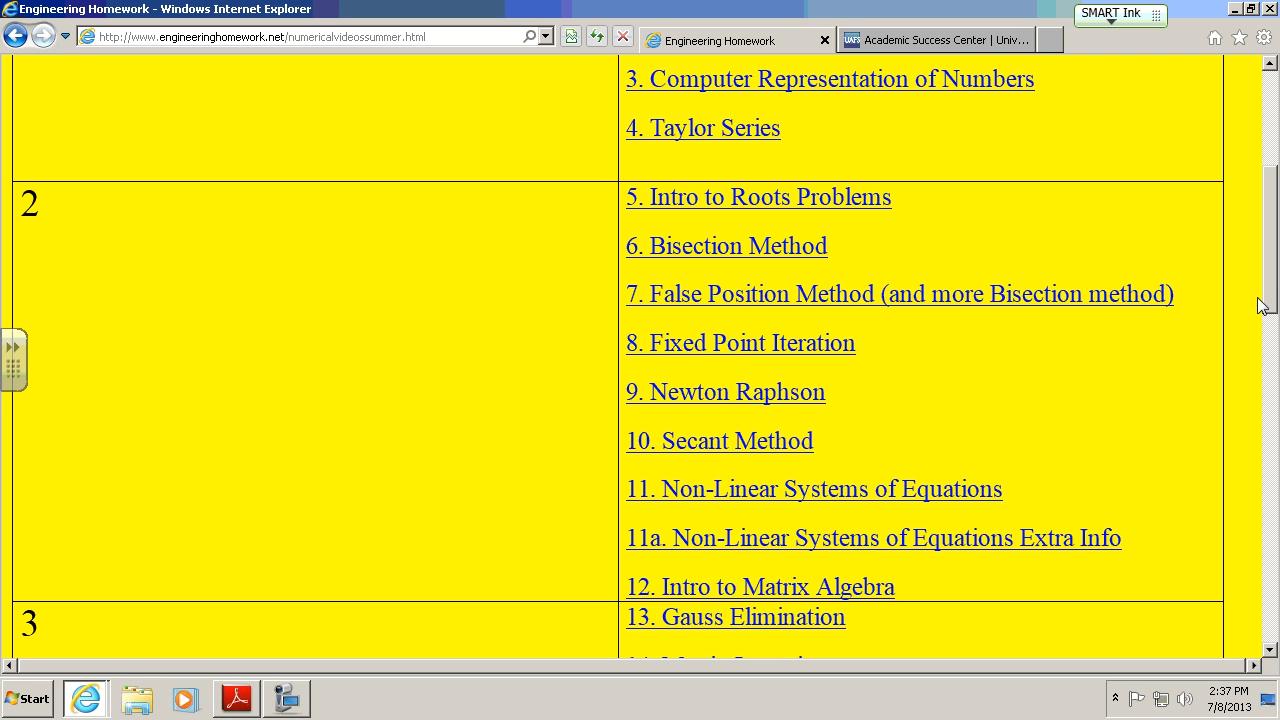 Engineering Homework - Windows Internet Explorer
SMART Ink
http://www.engineeringhomework.net/numericalvideossummer.html
Engineering Homework
UAFS Academic Success Center | Univ...
3. Computer Representation of Numbers
4. Taylor Series
2
5. Intro to Roots Problems
6. Bisection Method
7. False Position Method (and more Bisection method)
8. Fixed Point Iteration
9. Newton Raphson
10. Secant Method
11. Non-Linear Systems of Equations
11a. Non-Linear Systems of Equations Extra Info
12. Intro to Matrix Algebra
3
13. Gauss Elimination
Start
2:37 PM
7/8/2013